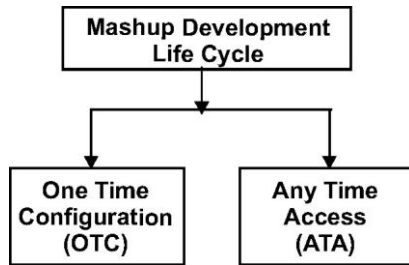 Mashup Development
Life Cycle
One Time
Configuration
(OTC)
Any Time
Access
(ATA)